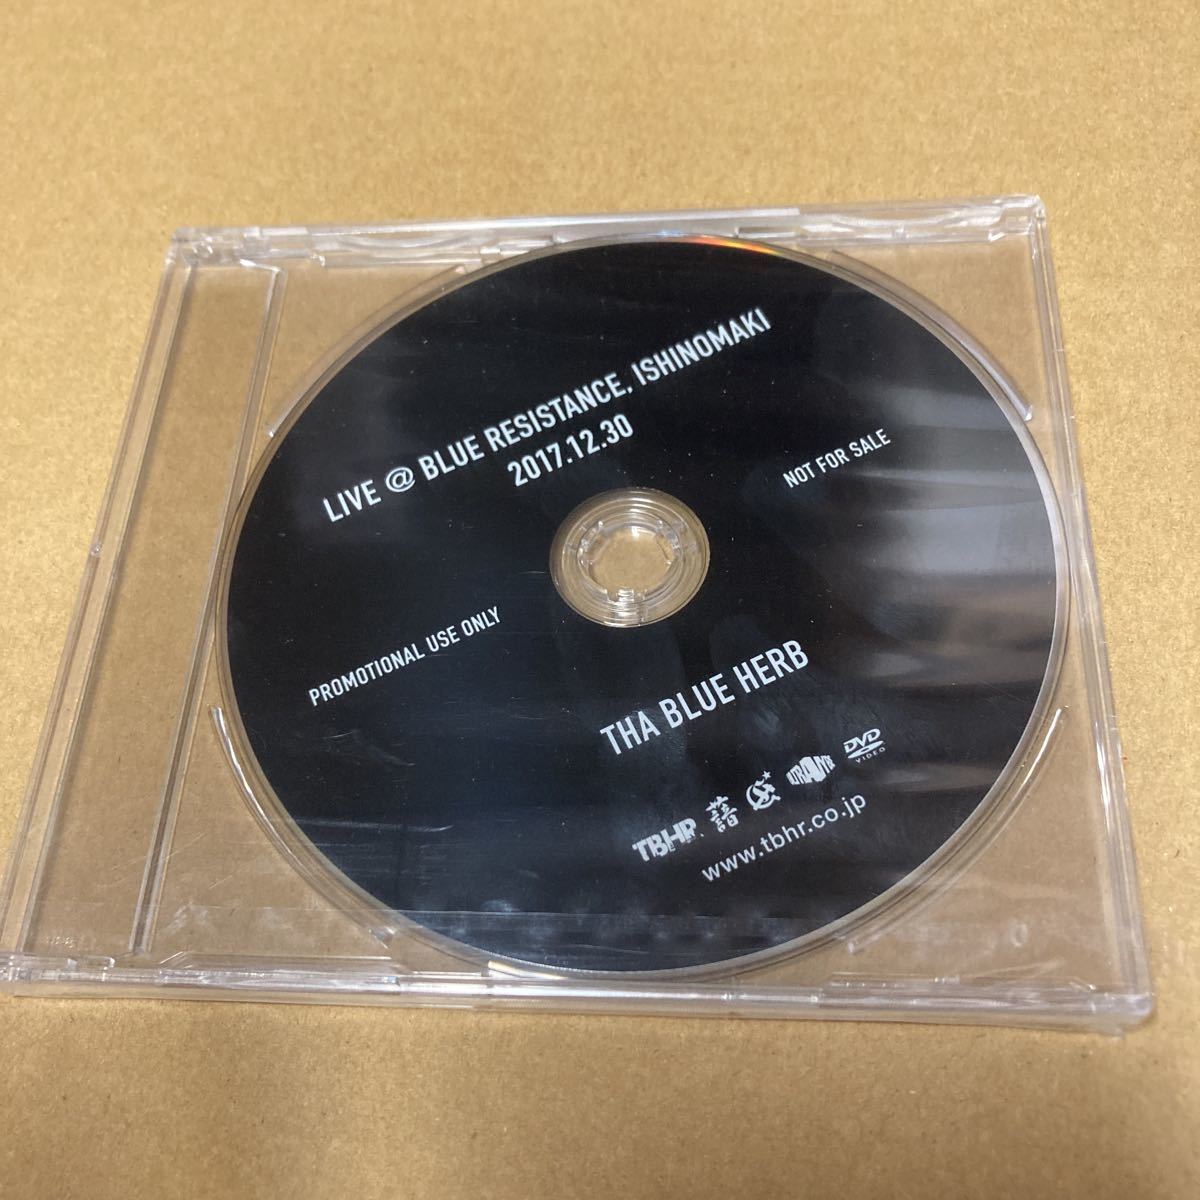 LIVE @ BLUE RESISTANCE, ISHINOMAKI
2017.12.30
NOT FOR SALE
PROMOTIONAL USE ONLY
THA BLUE HERB
TBHR
DVD
VIDEO
www.tbhr.co.jp